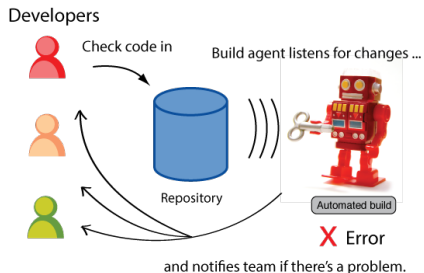 Developers
Check code in
Build agent listens for changes ...
Repository
Automated build
X Error
and notifies team if there's a problem.